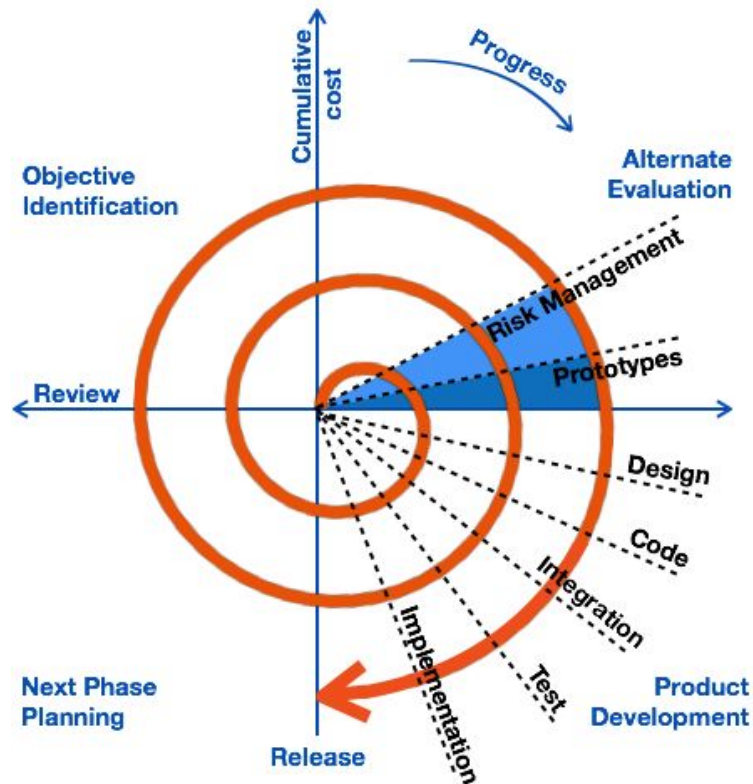 Cumulative
cost
Progress
Objective
Identification
Alternate
Evaluation
Risk Management
Prototypes
Review
Design
Code
Integration
Test
Implementation
Next Phase
Planning
Product
Development
Release